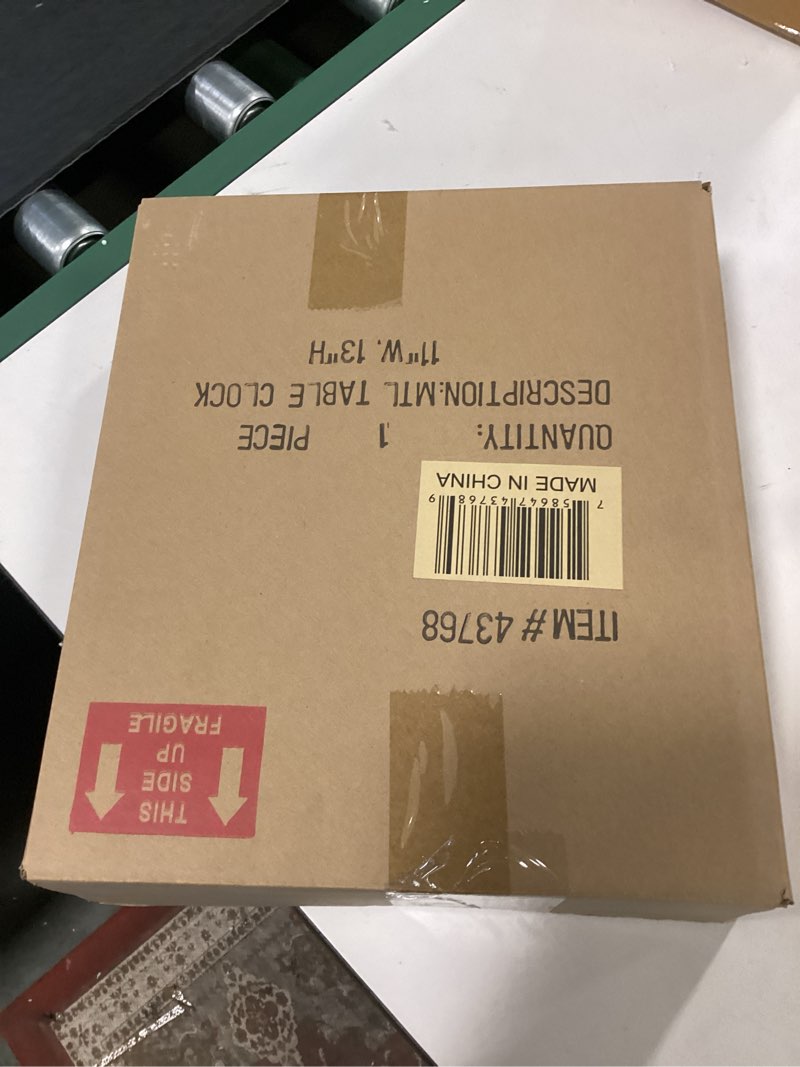 THIS
SIDE
UP
FRAGILE
ITEM # 43768
7 58647 43768 9
MADE IN CHINA
QUANTITY: 1 PIECE
DESCRIPTION:MTL TABLE CLOCK
11"W, 13"H